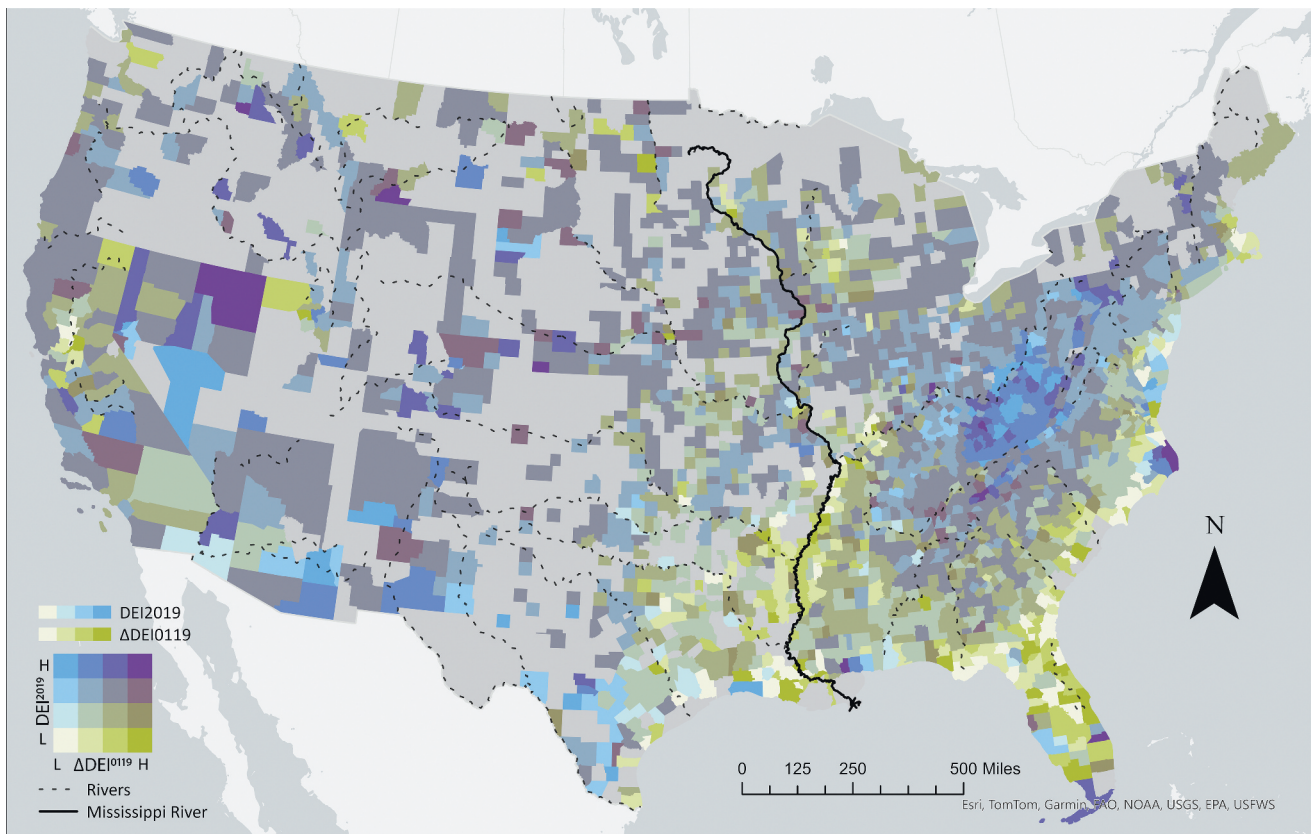 N
DEI2019
ΔDEI0119
H
DEI²⁰¹⁹
L
L ΔDEI⁰¹¹⁹ H
Rivers
Mississippi River
0 125 250 500 Miles
Esri, TomTom, Garmin, FAO, NOAA, USGS, EPA, USFWS